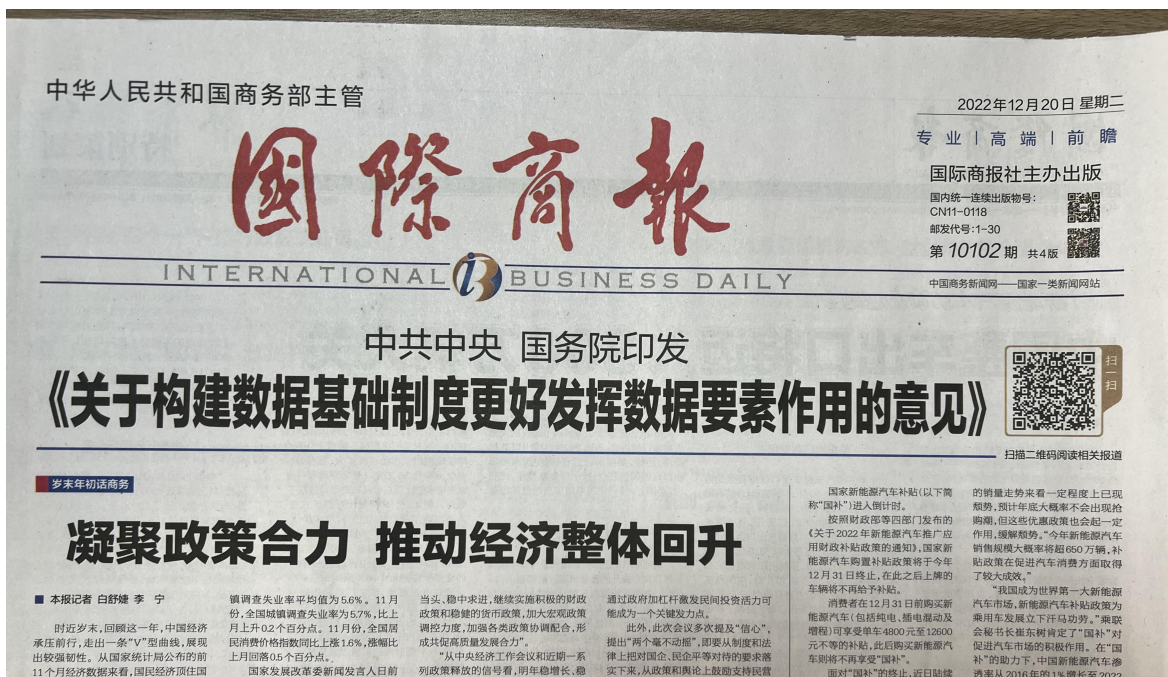 中华人民共和国商务部主管
國際商報
INTERNATIONAL BUSINESS DAILY
2022年12月20日 星期二
专业|高端|前瞻
国际商报社主办出版
国内统一连续出版物号:
CN11-0118
邮发代号:1-30
第10102期 共4版
中国商务新闻网——国家一类新闻网站
中共中央 国务院印发
《关于构建数据基础制度更好发挥数据要素作用的意见》
扫一扫
扫描二维码阅读相关报道
岁末年初话商务
凝聚政策合力 推动经济整体回升
■ 本报记者 白舒婕 李 宁
时近岁末,回顾这一年,中国经济
承压前行,走出一条“V”型曲线,展现
出较强韧性。从国家统计局公布的前
11个月经济数据来看,国民经济顶住国
镇调查失业率平均值为5.6%。11月
份,全国城镇调查失业率为5.7%,比上
月上升0.2个百分点。11月份,全国居
民消费价格指数同比上涨1.6%,涨幅比
上月回落0.5个百分点。
国家发展改革委新闻发言人日前
当头、稳中求进,继续实施积极的财政
政策和稳健的货币政策,加大宏观政策
调控力度,加强各类政策协调配合,形
成共促高质量发展合力”。
“从中央经济工作会议和近期一系
列政策释放的信号看,明年稳增长、稳
通过政府加杠杆激发民间投资活力可
能成为一个关键发力点。
此外,此次会议多次提及“信心”,
提出“两个毫不动摇”,即要从制度和法
律上把对国企、民企平等对待的要求落
实下来,从政策和舆论上鼓励支持民营
国家新能源汽车补贴(以下简
称“国补”)进入倒计时。
按照财政部等四部门发布的
《关于2022年新能源汽车推广应
用财政补贴政策的通知》,国家新
能源汽车购置补贴政策将于今年
12月31日终止,在此之后上牌的
车辆将不再给予补贴。
消费者在12月31日前购买新
能源汽车(包括纯电、插电混动及
增程)可享受单车4800元至12600
元不等的补贴,此后购买新能源汽
车则将不再享受“国补”。
面对“国补”的终止,近日陆续
的销量走势来看一定程度上已现
颓势,预计年底大概率不会出现抢
购潮,但这些优惠政策也会起一定
作用,缓解颓势。“今年新能源汽车
销售规模大概率将超650万辆,补
贴政策在促进汽车消费方面取得
了较大成效。”
“我国成为世界第一大新能源
汽车市场,新能源汽车补贴政策为
乘用车发展立下汗马功劳。”乘联
会秘书长崔东树肯定了“国补”对
促进汽车市场的积极作用。在“国
补”的助力下,中国新能源汽车渗
透率从2016年的1%增长至2022